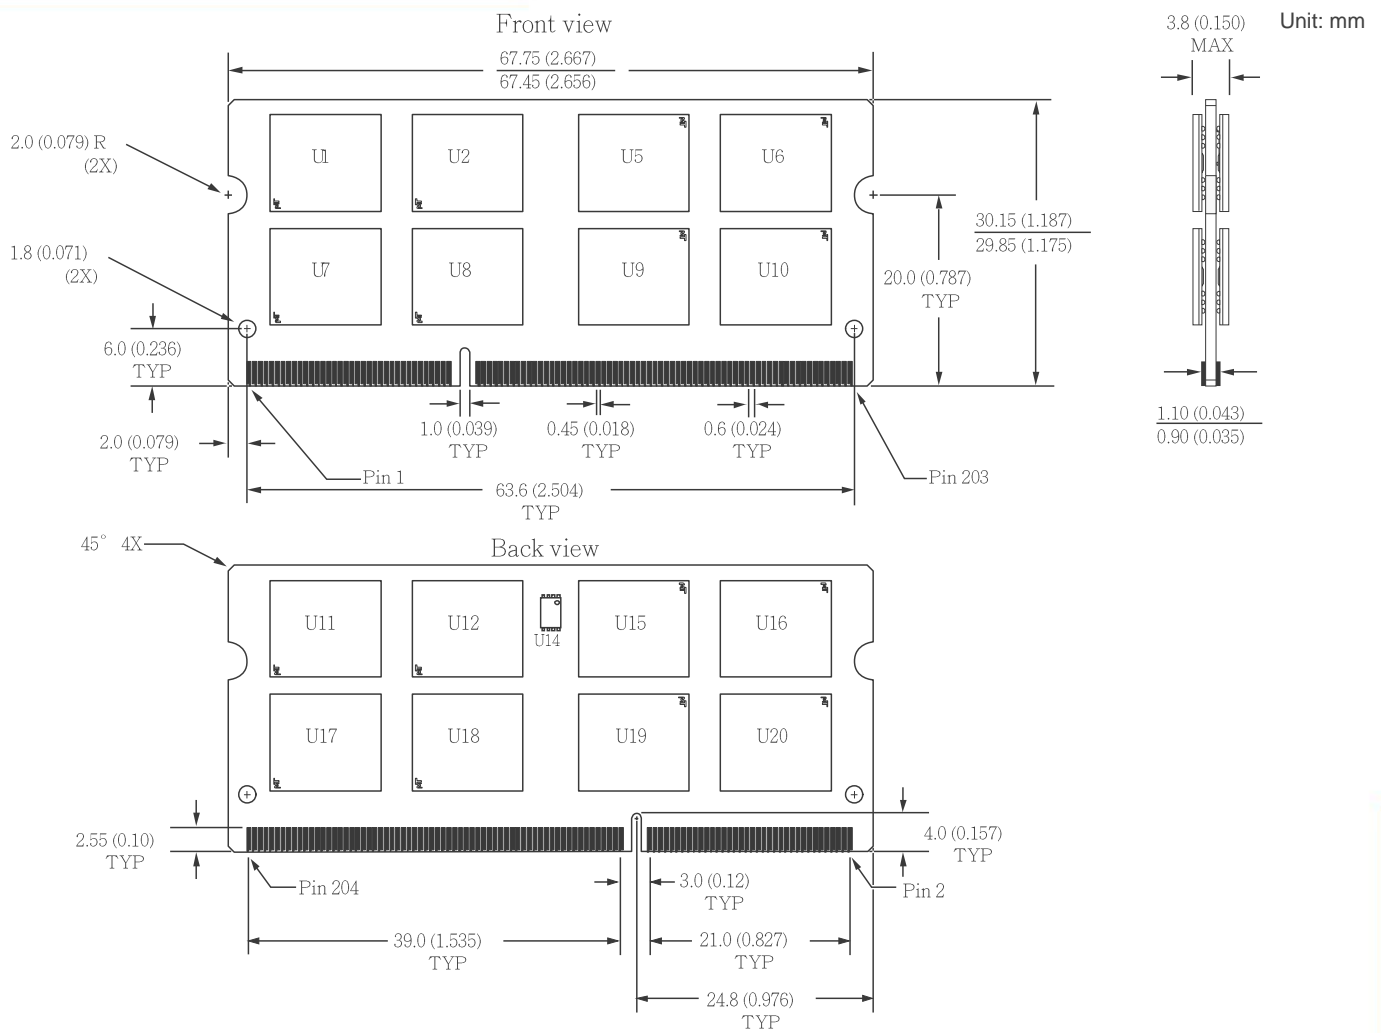 Front view
3.8 (0.150)
MAX
Unit: mm
67.75 (2.667)
67.45 (2.656)
2.0 (0.079) R
(2X)
U1
U2
U5
U6
1.8 (0.071)
(2X)
U7
U8
U9
U10
30.15 (1.187)
29.85 (1.175)
20.0 (0.787)
TYP
6.0 (0.236)
TYP
2.0 (0.079)
TYP
1.0 (0.039)
TYP
0.45 (0.018)
TYP
0.6 (0.024)
TYP
1.10 (0.043)
0.90 (0.035)
Pin 1
63.6 (2.504)
TYP
Pin 203
45° 4X
Back view
U11
U12
U14
U15
U16
U17
U18
U19
U20
2.55 (0.10)
TYP
4.0 (0.157)
TYP
Pin 204
3.0 (0.12)
TYP
Pin 2
39.0 (1.535)
TYP
21.0 (0.827)
TYP
24.8 (0.976)
TYP